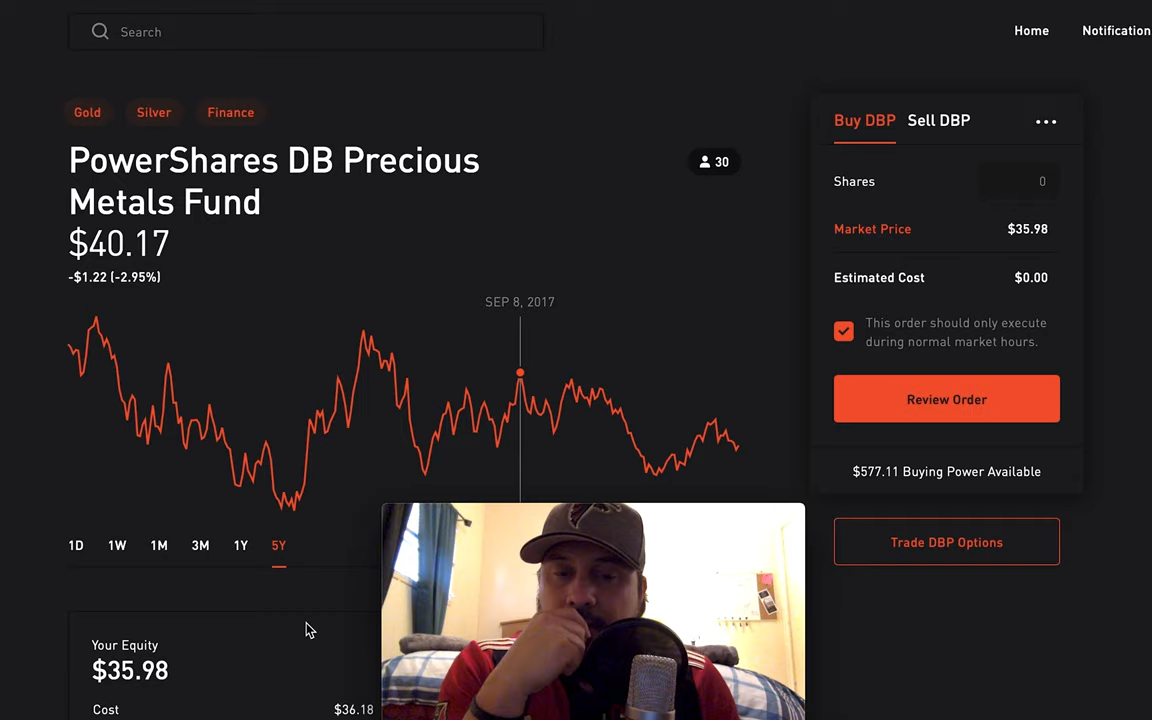 Search
Home
Notification
Gold
Silver
Finance
PowerShares DB Precious
Metals Fund
$40.17
-$1.22 (-2.95%)
30
SEP 8, 2017
1D
1W
1M
3M
1Y
5Y
Your Equity
$35.98
Cost
$36.18
Buy DBP
Sell DBP
Shares
0
Market Price
$35.98
Estimated Cost
$0.00
This order should only execute
during normal market hours.
Review Order
$577.11 Buying Power Available
Trade DBP Options